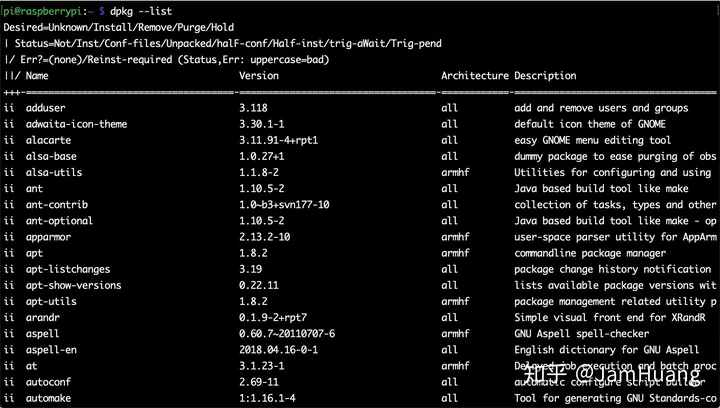 pi@raspberrypi:~ $ dpkg --list
Desired=Unknown/Install/Remove/Purge/Hold
| Status=Not/Inst/Conf-files/Unpacked/halF-conf/Half-inst/trig-aWait/Trig-pend
|/ Err?=(none)/Reinst-required (Status,Err: uppercase=bad)
||/ Name Version Architecture Description
+++-==================================-============================-============-=================================
ii adduser 3.118 all add and remove users and groups
ii adwaita-icon-theme 3.30.1-1 all default icon theme of GNOME
ii alacarte 3.11.91-4+rpt1 all easy GNOME menu editing tool
ii alsa-base 1.0.27+1 all dummy package to ease purging of obs
ii alsa-utils 1.1.8-2 armhf Utilities for configuring and using
ii ant 1.10.5-2 all Java based build tool like make
ii ant-contrib 1.0~b3+svn177-10 all collection of tasks, types and other
ii ant-optional 1.10.5-2 all Java based build tool like make - op
ii apparmor 2.13.2-10 armhf user-space parser utility for AppArm
ii apt 1.8.2 armhf commandline package manager
ii apt-listchanges 3.19 all package change history notification
ii apt-show-versions 0.22.11 all lists available package versions wit
ii apt-utils 1.8.2 armhf package management related utility p
ii arandr 0.1.9-2+rpt7 all Simple visual front end for XRandR
ii aspell 0.60.7~20110707-6 armhf GNU Aspell spell-checker
ii aspell-en 2018.04.16-0-1 all English dictionary for GNU Aspell
ii at 3.1.23-1 armhf Delayed job execution and batch proc
ii autoconf 2.69-11 all automatic configure script builder
ii automake 1:1.16.1-4 all Tool for generating GNU Standards-co
知乎 @JamHuang